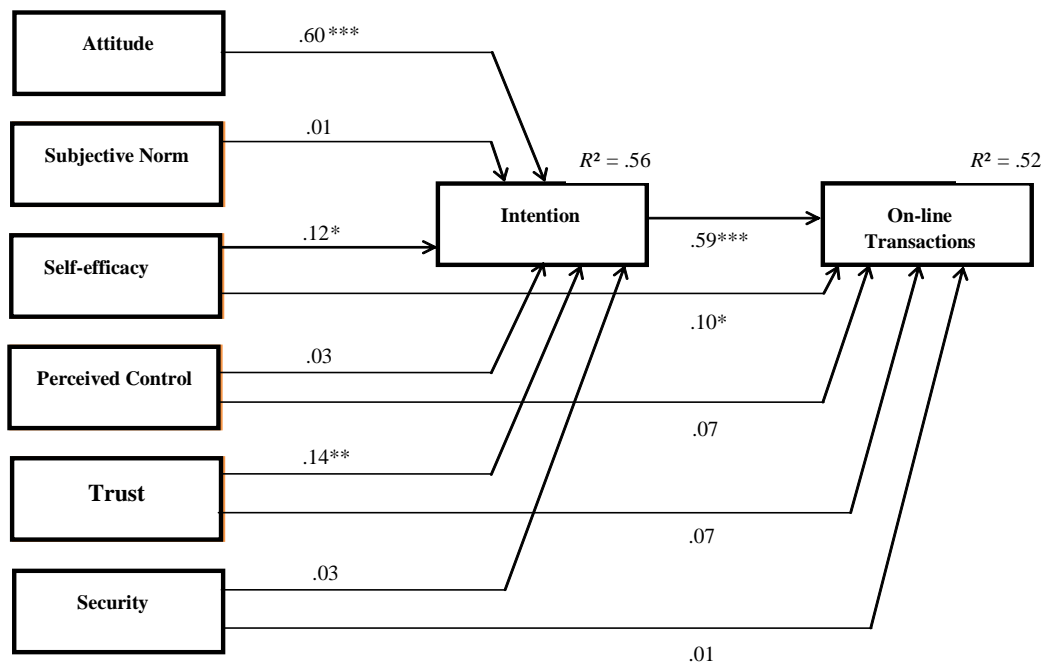 Attitude
.60***
Subjective Norm
.01
R² = .56
R² = .52
Intention
On-line
Transactions
.59***
Self-efficacy
.12*
.10*
Perceived Control
.03
.07
Trust
.14**
.07
Security
.03
.01